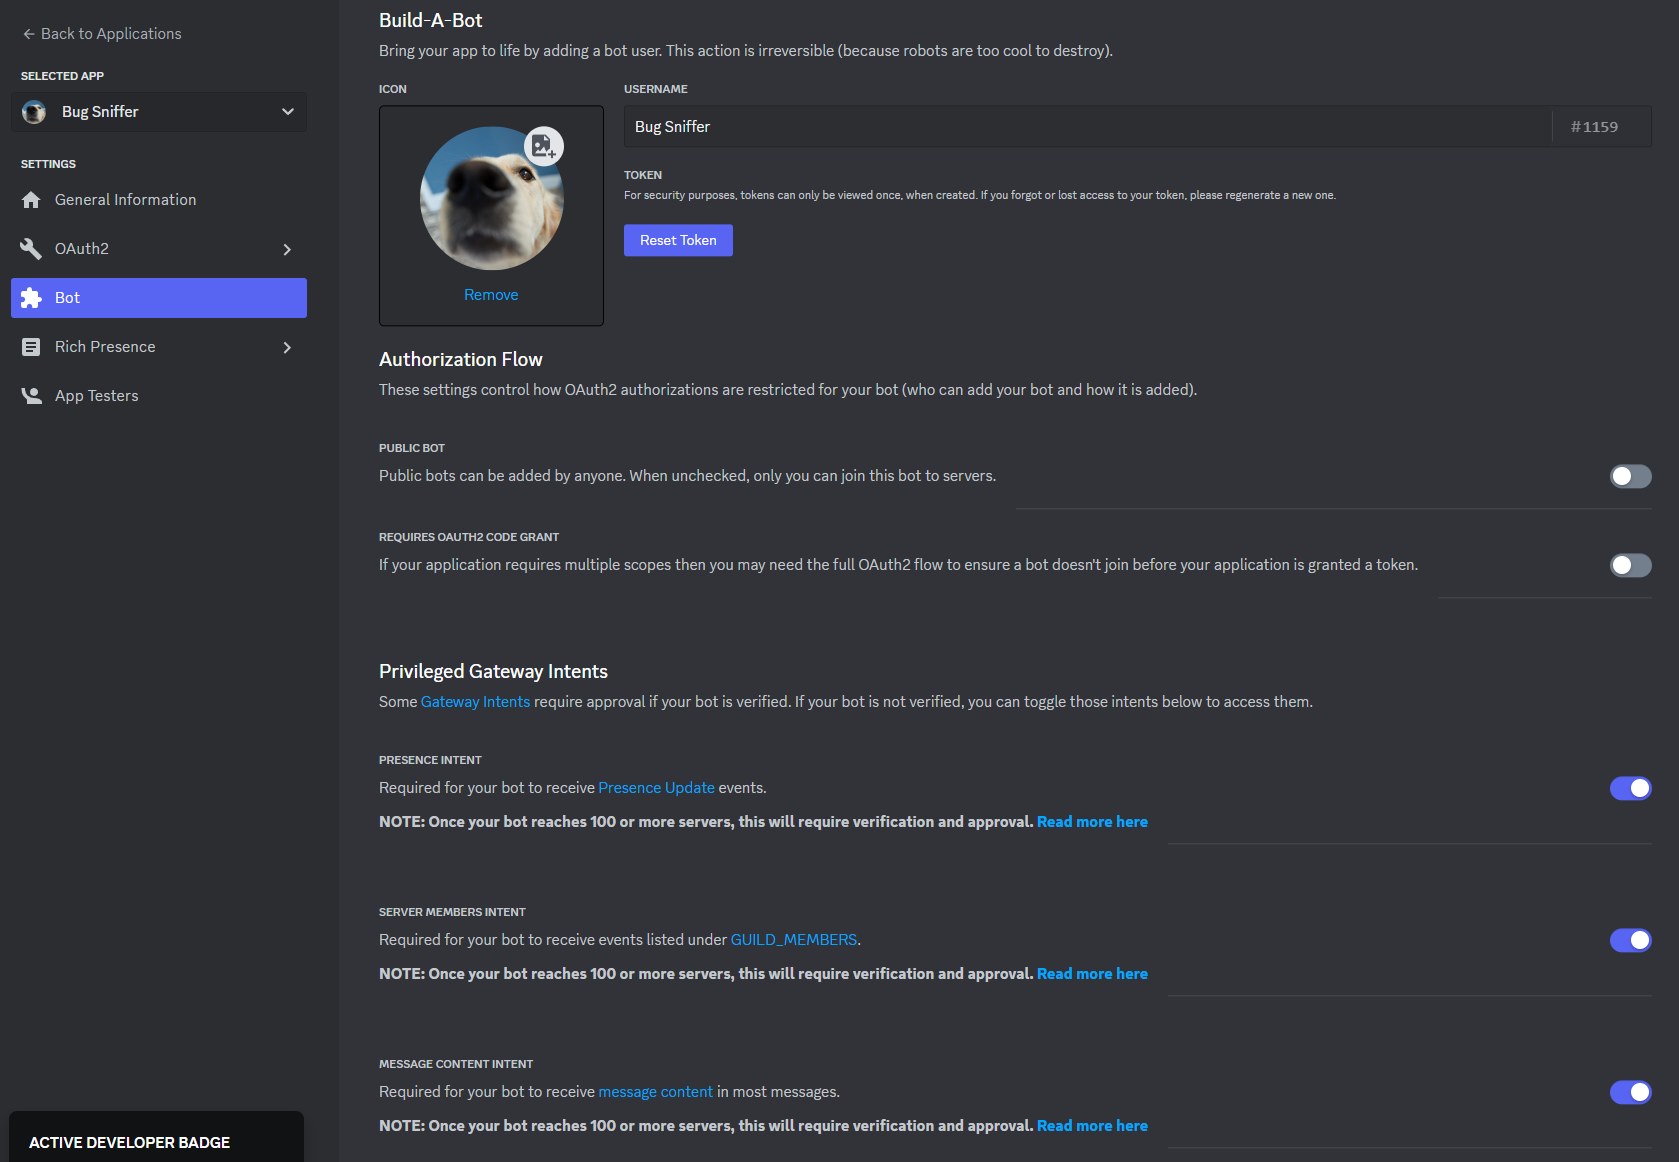 Back to Applications
SELECTED APP
Bug Sniffer
SETTINGS
General Information
OAuth2
Bot
Rich Presence
App Testers
ACTIVE DEVELOPER BADGE
Build-A-Bot
Bring your app to life by adding a bot user. This action is irreversible (because robots are too cool to destroy).
ICON
Remove
USERNAME
Bug Sniffer
#1159
TOKEN
For security purposes, tokens can only be viewed once, when created. If you forgot or lost access to your token, please regenerate a new one.
Reset Token
Authorization Flow
These settings control how OAuth2 authorizations are restricted for your bot (who can add your bot and how it is added).
PUBLIC BOT
Public bots can be added by anyone. When unchecked, only you can join this bot to servers.
REQUIRES OAUTH2 CODE GRANT
If your application requires multiple scopes then you may need the full OAuth2 flow to ensure a bot doesn't join before your application is granted a token.
Privileged Gateway Intents
Some Gateway Intents require approval if your bot is verified. If your bot is not verified, you can toggle those intents below to access them.
PRESENCE INTENT
Required for your bot to receive Presence Update events.
NOTE: Once your bot reaches 100 or more servers, this will require verification and approval. Read more here
SERVER MEMBERS INTENT
Required for your bot to receive events listed under GUILD_MEMBERS.
NOTE: Once your bot reaches 100 or more servers, this will require verification and approval. Read more here
MESSAGE CONTENT INTENT
Required for your bot to receive message content in most messages.
NOTE: Once your bot reaches 100 or more servers, this will require verification and approval. Read more here